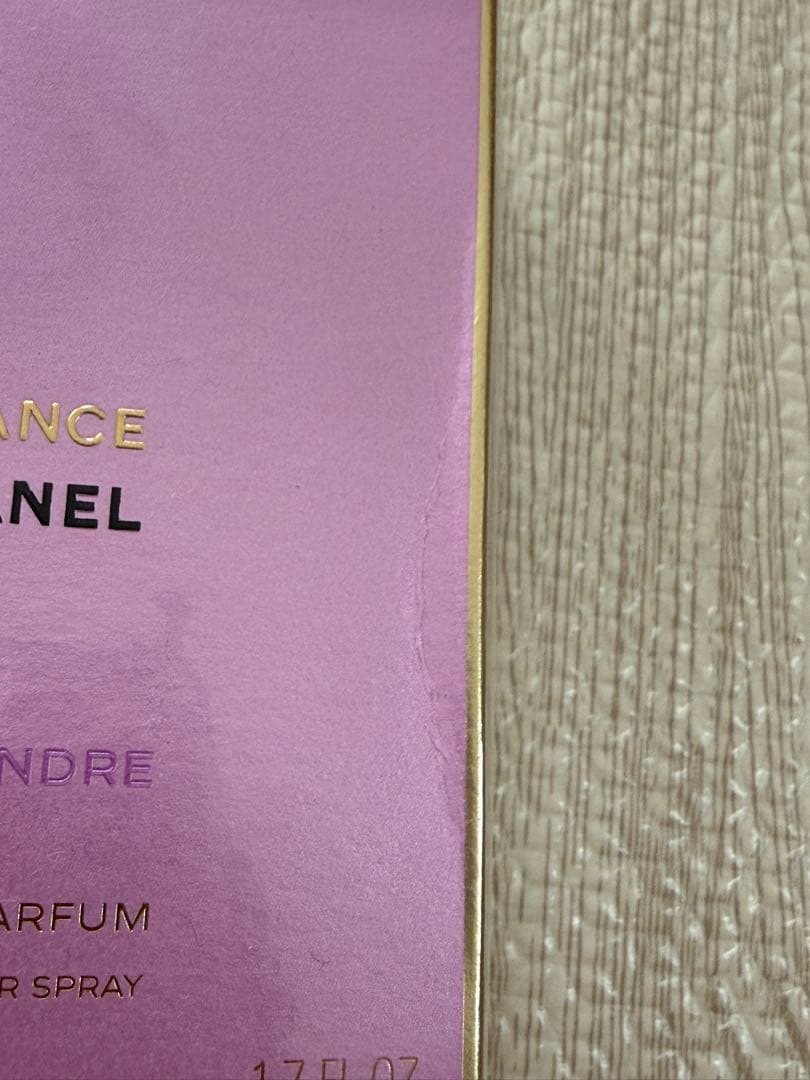 ANCE
ANEL
NDRE
ARFUM
R SPRAY
1.7 FL OZ